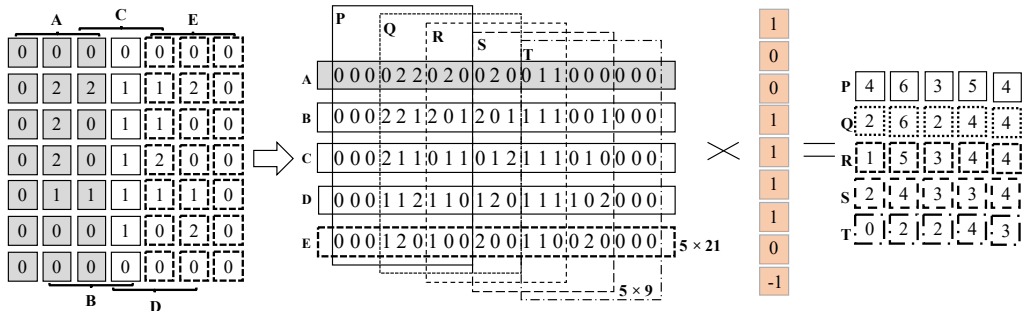 A C E
0 0 0 0 0 0 0
0 2 2 1 1 2 0
0 2 0 1 1 0 0
0 2 0 1 2 0 0
0 1 1 1 1 1 0
0 0 0 1 0 2 0
0 0 0 0 0 0 0
B D
P
Q
R
S
T
A 0 0 0 0 2 2 0 2 0 0 2 0 0 1 1 0 0 0 0 0 0
B 0 0 0 2 2 1 2 0 1 2 0 1 1 1 1 0 0 1 0 0 0
C 0 0 0 2 1 1 0 1 1 0 1 2 1 1 1 0 1 0 0 0 0
D 0 0 0 1 1 2 1 1 0 1 2 0 1 1 1 1 0 2 0 0 0
E 0 0 0 1 2 0 1 0 0 2 0 0 1 1 0 0 2 0 0 0 0
5 × 21
5 × 9
1
0
0
1
1
1
1
0
-1
P 4 6 3 5 4
Q 2 6 2 4 4
R 1 5 3 4 4
S 2 4 3 3 4
T 0 2 2 4 3